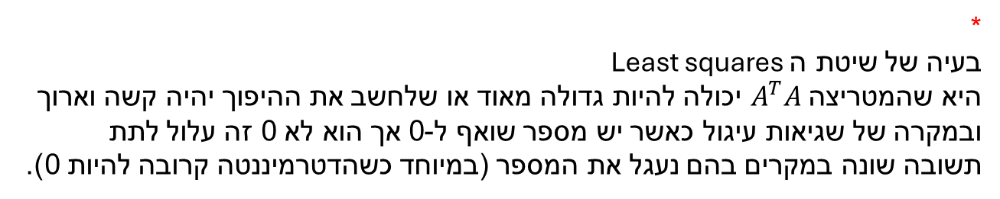 *
בעיה של שיטת ה Least squares
היא שהמטריצה A^T A יכולה להיות גדולה מאוד או שלחשב את ההיפוך יהיה קשה וארוך
ובמקרה של שגיאות עיגול כאשר יש מספר שואף ל-0 אך הוא לא 0 זה עלול לתת
תשובה שונה במקרים בהם נעגל את המספר (במיוחד כשהדטרמיננטה קרובה להיות 0).